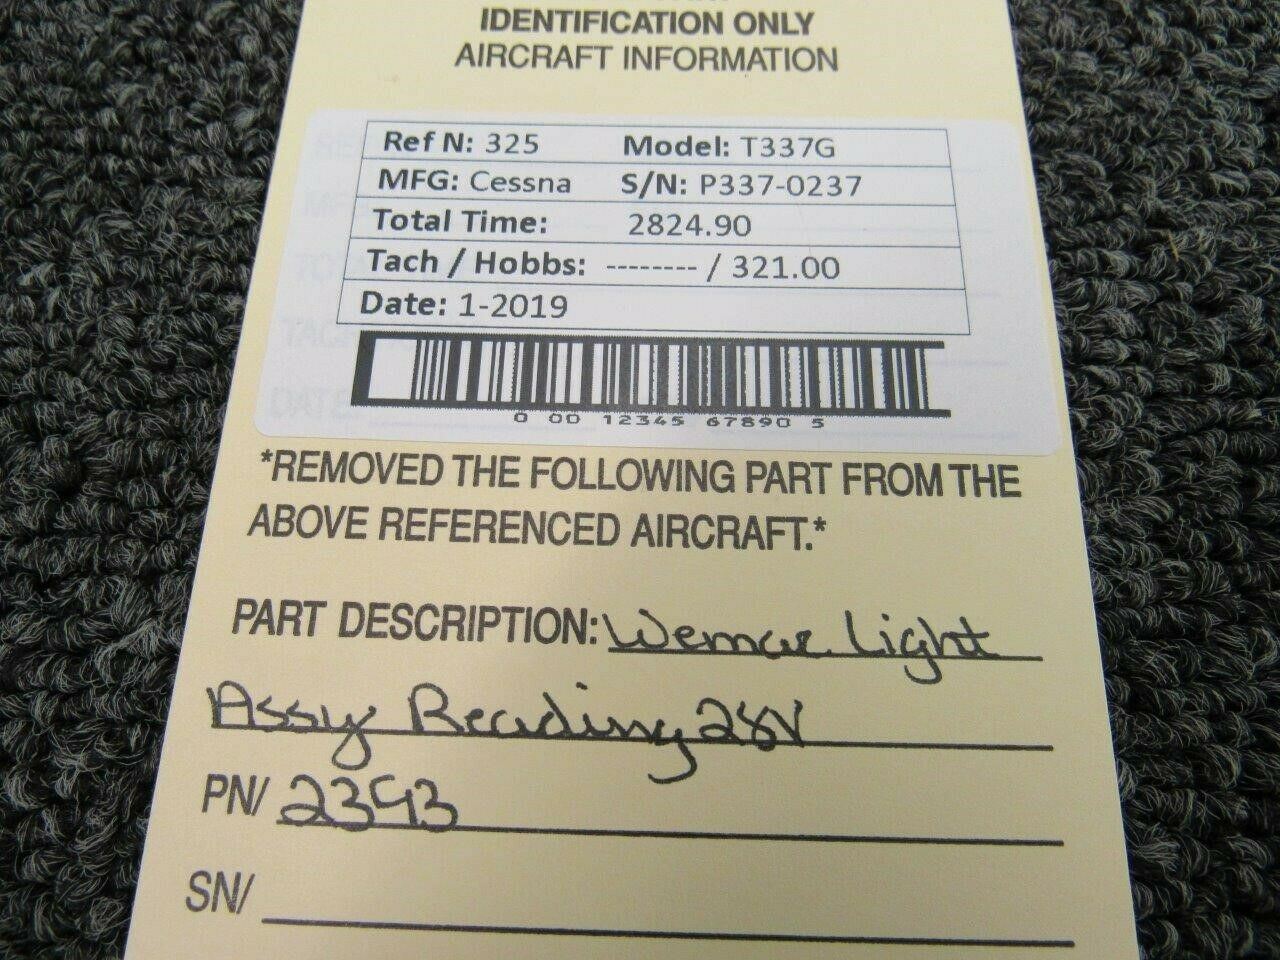 IDENTIFICATION ONLY
AIRCRAFT INFORMATION
Ref N: 325 Model: T337G
MFG: Cessna S/N: P337-0237
Total Time: 2824.90
Tach / Hobbs: -------- / 321.00
Date: 1-2019
0 00 12345 67890 5
*REMOVED THE FOLLOWING PART FROM THE
ABOVE REFERENCED AIRCRAFT.*
PART DESCRIPTION: Wemac Light
Assy Reading 28V
PN/ 2393
SN/